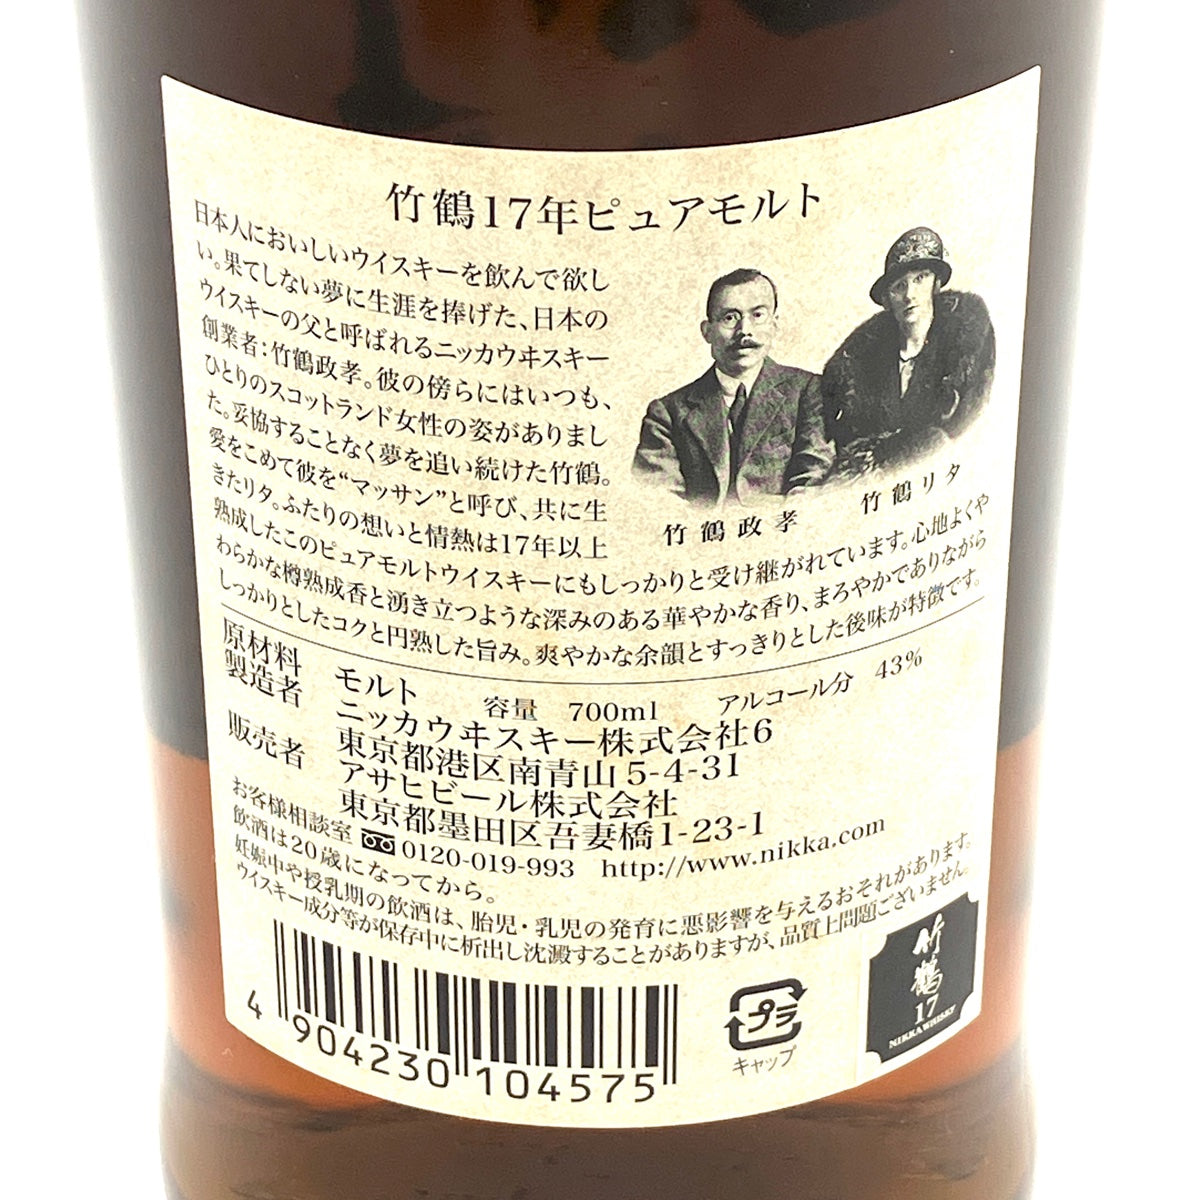 竹鶴17年ピュアモルト
日本人においしいウイスキーを飲んで欲し
い。果てしない夢に生涯を捧げた、日本の
ウイスキーの父と呼ばれるニッカウヰスキー
創業者：竹鶴政孝。彼の傍らにはいつも、
ひとりのスコットランド女性の姿がありまし
た。妥協することなく夢を追い続けた竹鶴。
愛をこめて彼を“マッサン”と呼び、共に生
きたリタ。ふたりの想いと情熱は17年以上
熟成したこのピュアモルトウイスキーにもしっかりと受け継がれています。心地よくや
わらかな樽熟成香と湧き立つような深みのある華やかな香り、まろやかでありながら
しっかりとしたコクと円熟した旨み。爽やかな余韻とすっきりとした後味が特徴です。
竹鶴政孝
竹鶴リタ
原材料 モルト 容量 700ml アルコール分 43%
製造者 ニッカウヰスキー株式会社6
東京都港区南青山5-4-31
販売者 アサヒビール株式会社
東京都墨田区吾妻橋1-23-1
お客様相談室 0120-019-993 http://www.nikka.com
飲酒は20歳になってから。
妊娠中や授乳期の飲酒は、胎児・乳児の発育に悪影響を与えるおそれがあります。
ウイスキー成分等が保存中に析出し沈澱することがありますが、品質上問題ございません。
4 904230 104575
プラ
キャップ
竹鶴
17
NIKKA WHISKY